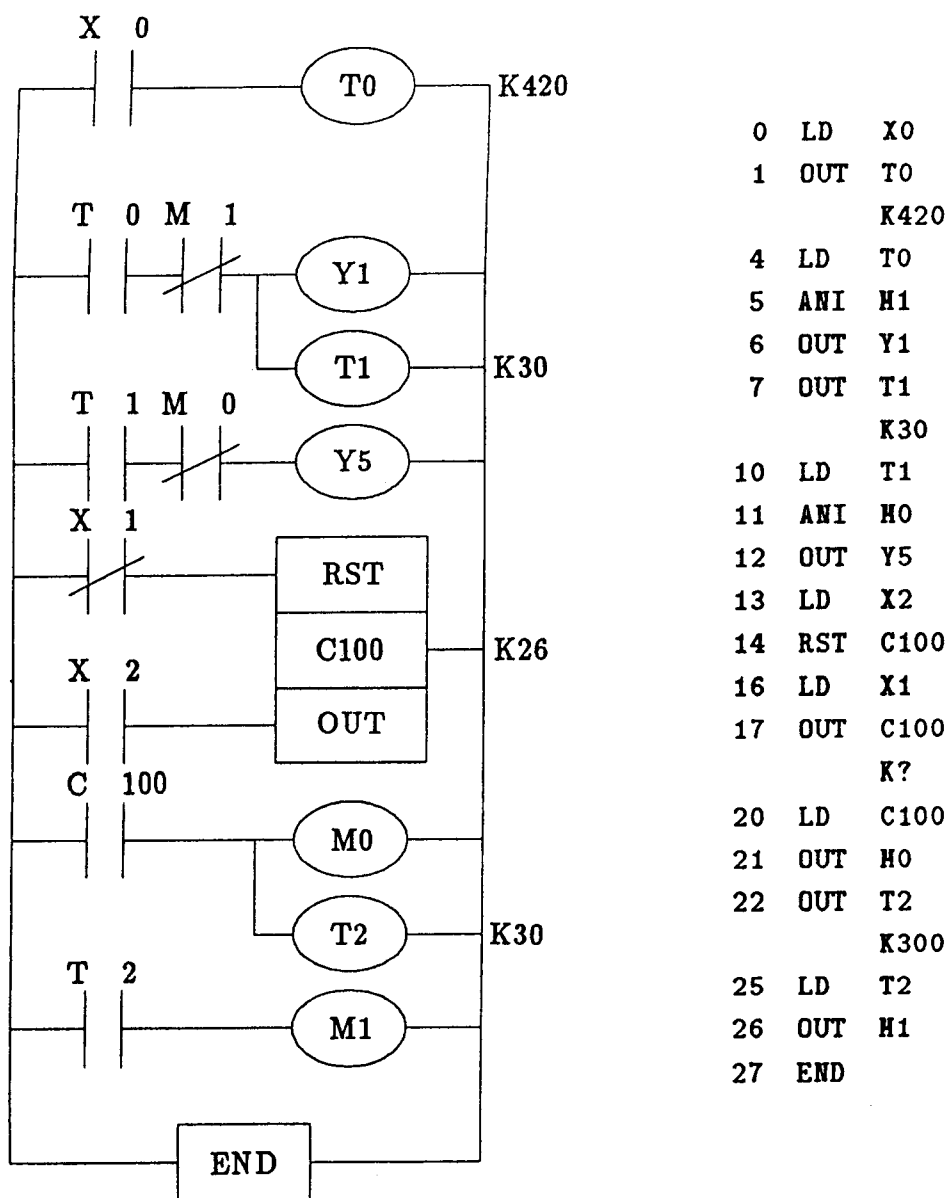 X 0
T0 K420
T 0 M 1
Y1
T1 K30
T 1 M 0
Y5
X 1
RST
C100 K26
X 2
OUT
C 100
M0
T2 K30
T 2
M1
END
0 LD X0
1 OUT T0
K420
4 LD T0
5 ANI M1
6 OUT Y1
7 OUT T1
K30
10 LD T1
11 ANI M0
12 OUT Y5
13 LD X2
14 RST C100
16 LD X1
17 OUT C100
K?
20 LD C100
21 OUT M0
22 OUT T2
K300
25 LD T2
26 OUT M1
27 END